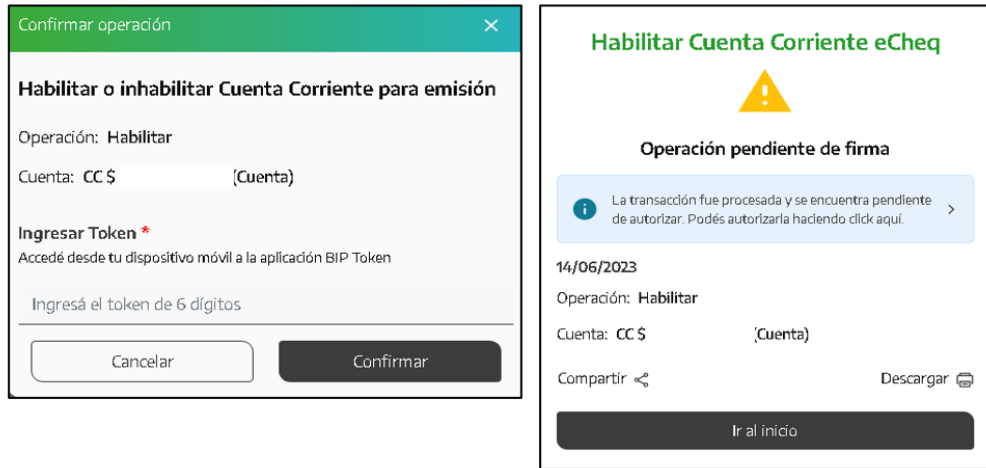 Confirmar operación
Habilitar o inhabilitar Cuenta Corriente para emisión
Operación: Habilitar
Cuenta: CC $ (Cuenta)
Ingresar Token *
Accedé desde tu dispositivo móvil a la aplicación BIP Token
Ingresá el token de 6 dígitos
Cancelar Confirmar
Habilitar Cuenta Corriente eCheq
Operación pendiente de firma
La transacción fue procesada y se encuentra pendiente
de autorizar. Podés autorizarla haciendo click aquí.
14/06/2023
Operación: Habilitar
Cuenta: CC $ (Cuenta)
Compartir Descargar
Ir al inicio